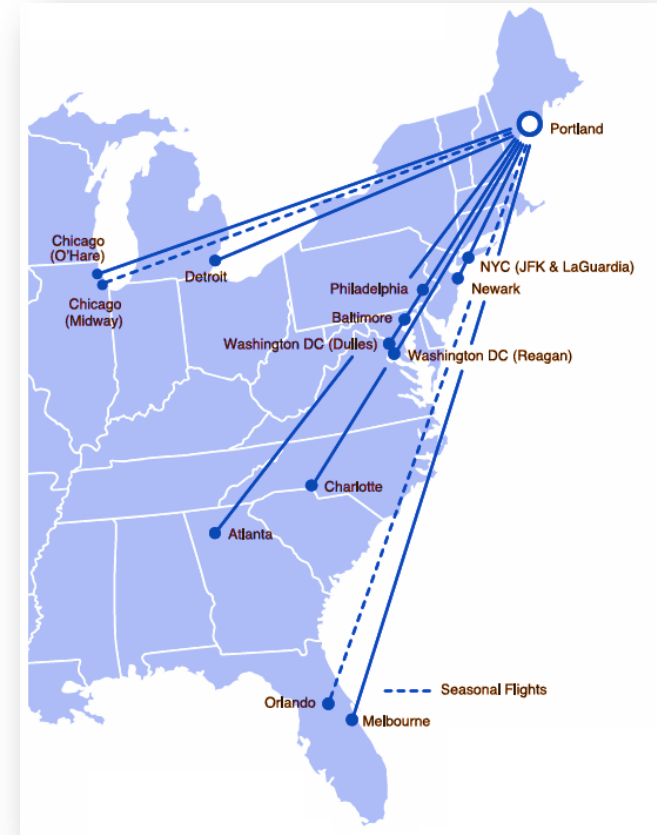 Portland
Chicago
(O'Hare)
Detroit
NYC (JFK & LaGuardia)
Chicago
(Midway)
Philadelphia
Newark
Baltimore
Washington DC (Dulles)
Washington DC (Reagan)
Charlotte
Atlanta
Seasonal Flights
Orlando
Melbourne